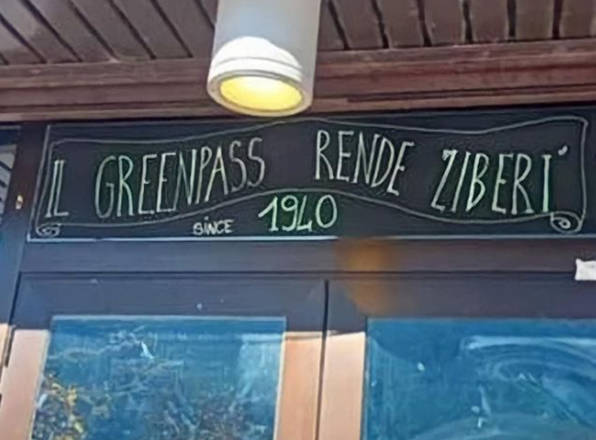 IL GREENPASS RENDE ZIBERI'
SINCE 1940